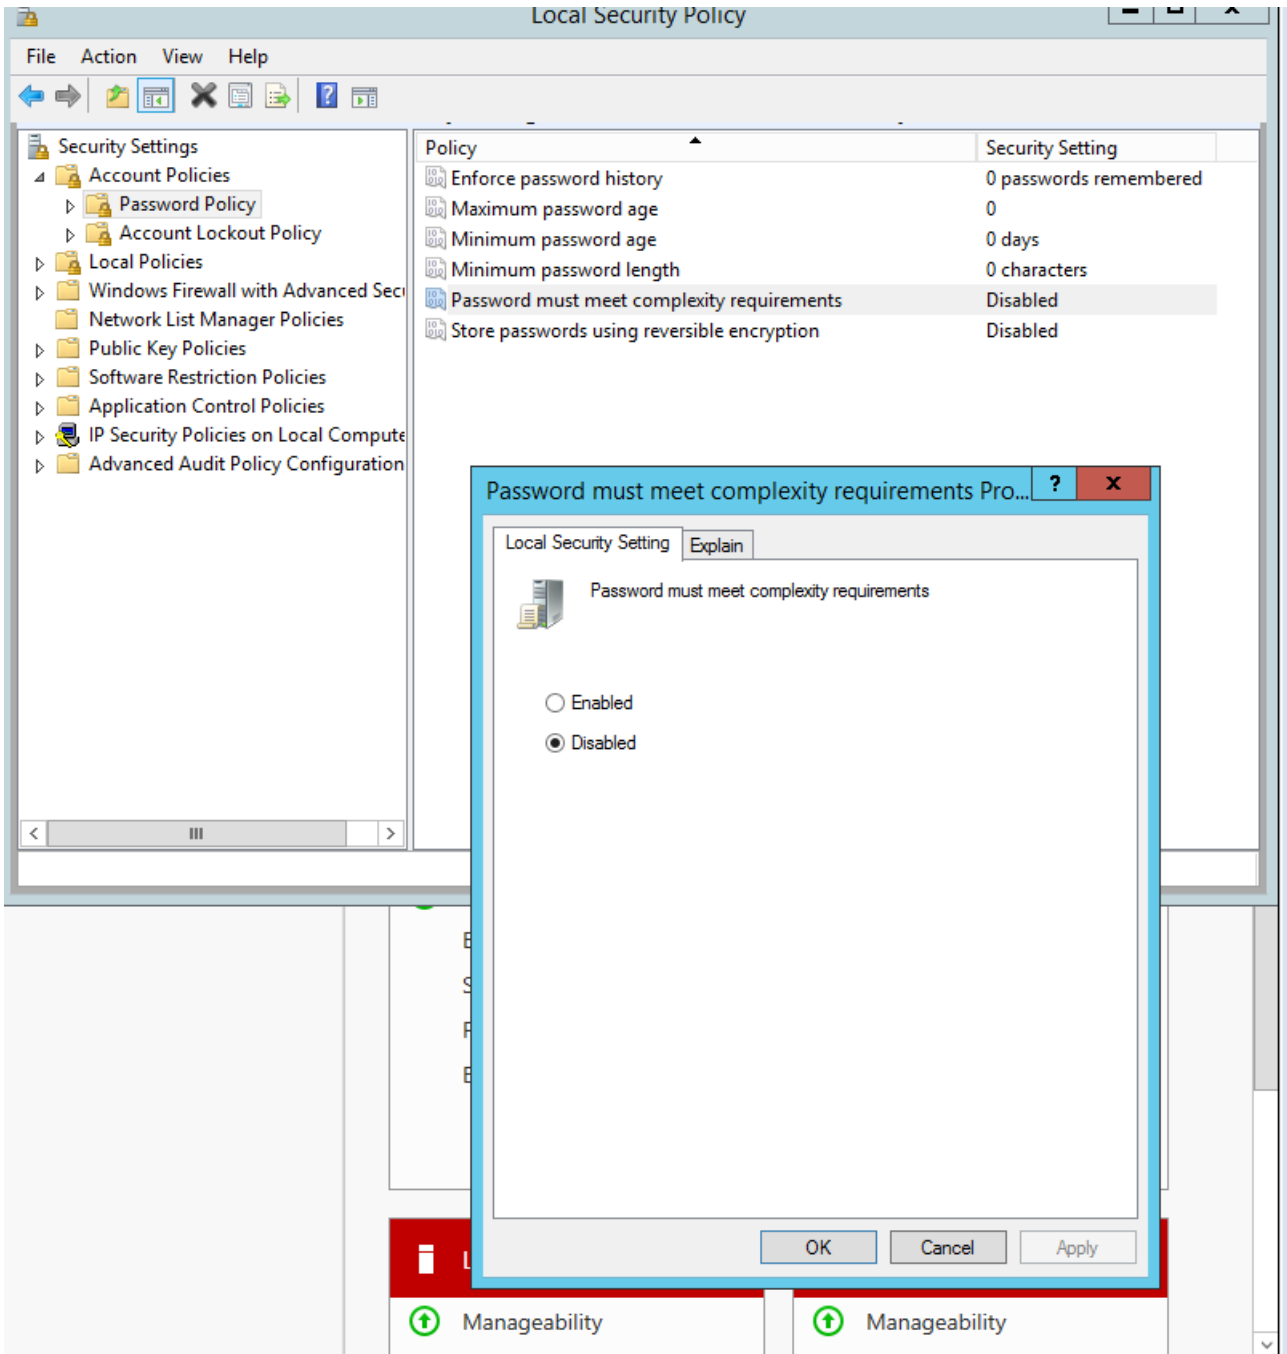 Local Security Policy
File Action View Help
Security Settings
Account Policies
Password Policy
Account Lockout Policy
Local Policies
Windows Firewall with Advanced Secu
Network List Manager Policies
Public Key Policies
Software Restriction Policies
Application Control Policies
IP Security Policies on Local Compute
Advanced Audit Policy Configuration
Policy Security Setting
Enforce password history 0 passwords remembered
Maximum password age 0
Minimum password age 0 days
Minimum password length 0 characters
Password must meet complexity requirements Disabled
Store passwords using reversible encryption Disabled
Password must meet complexity requirements Pro...
Local Security Setting Explain
Password must meet complexity requirements
Enabled
Disabled
OK Cancel Apply
Manageability Manageability